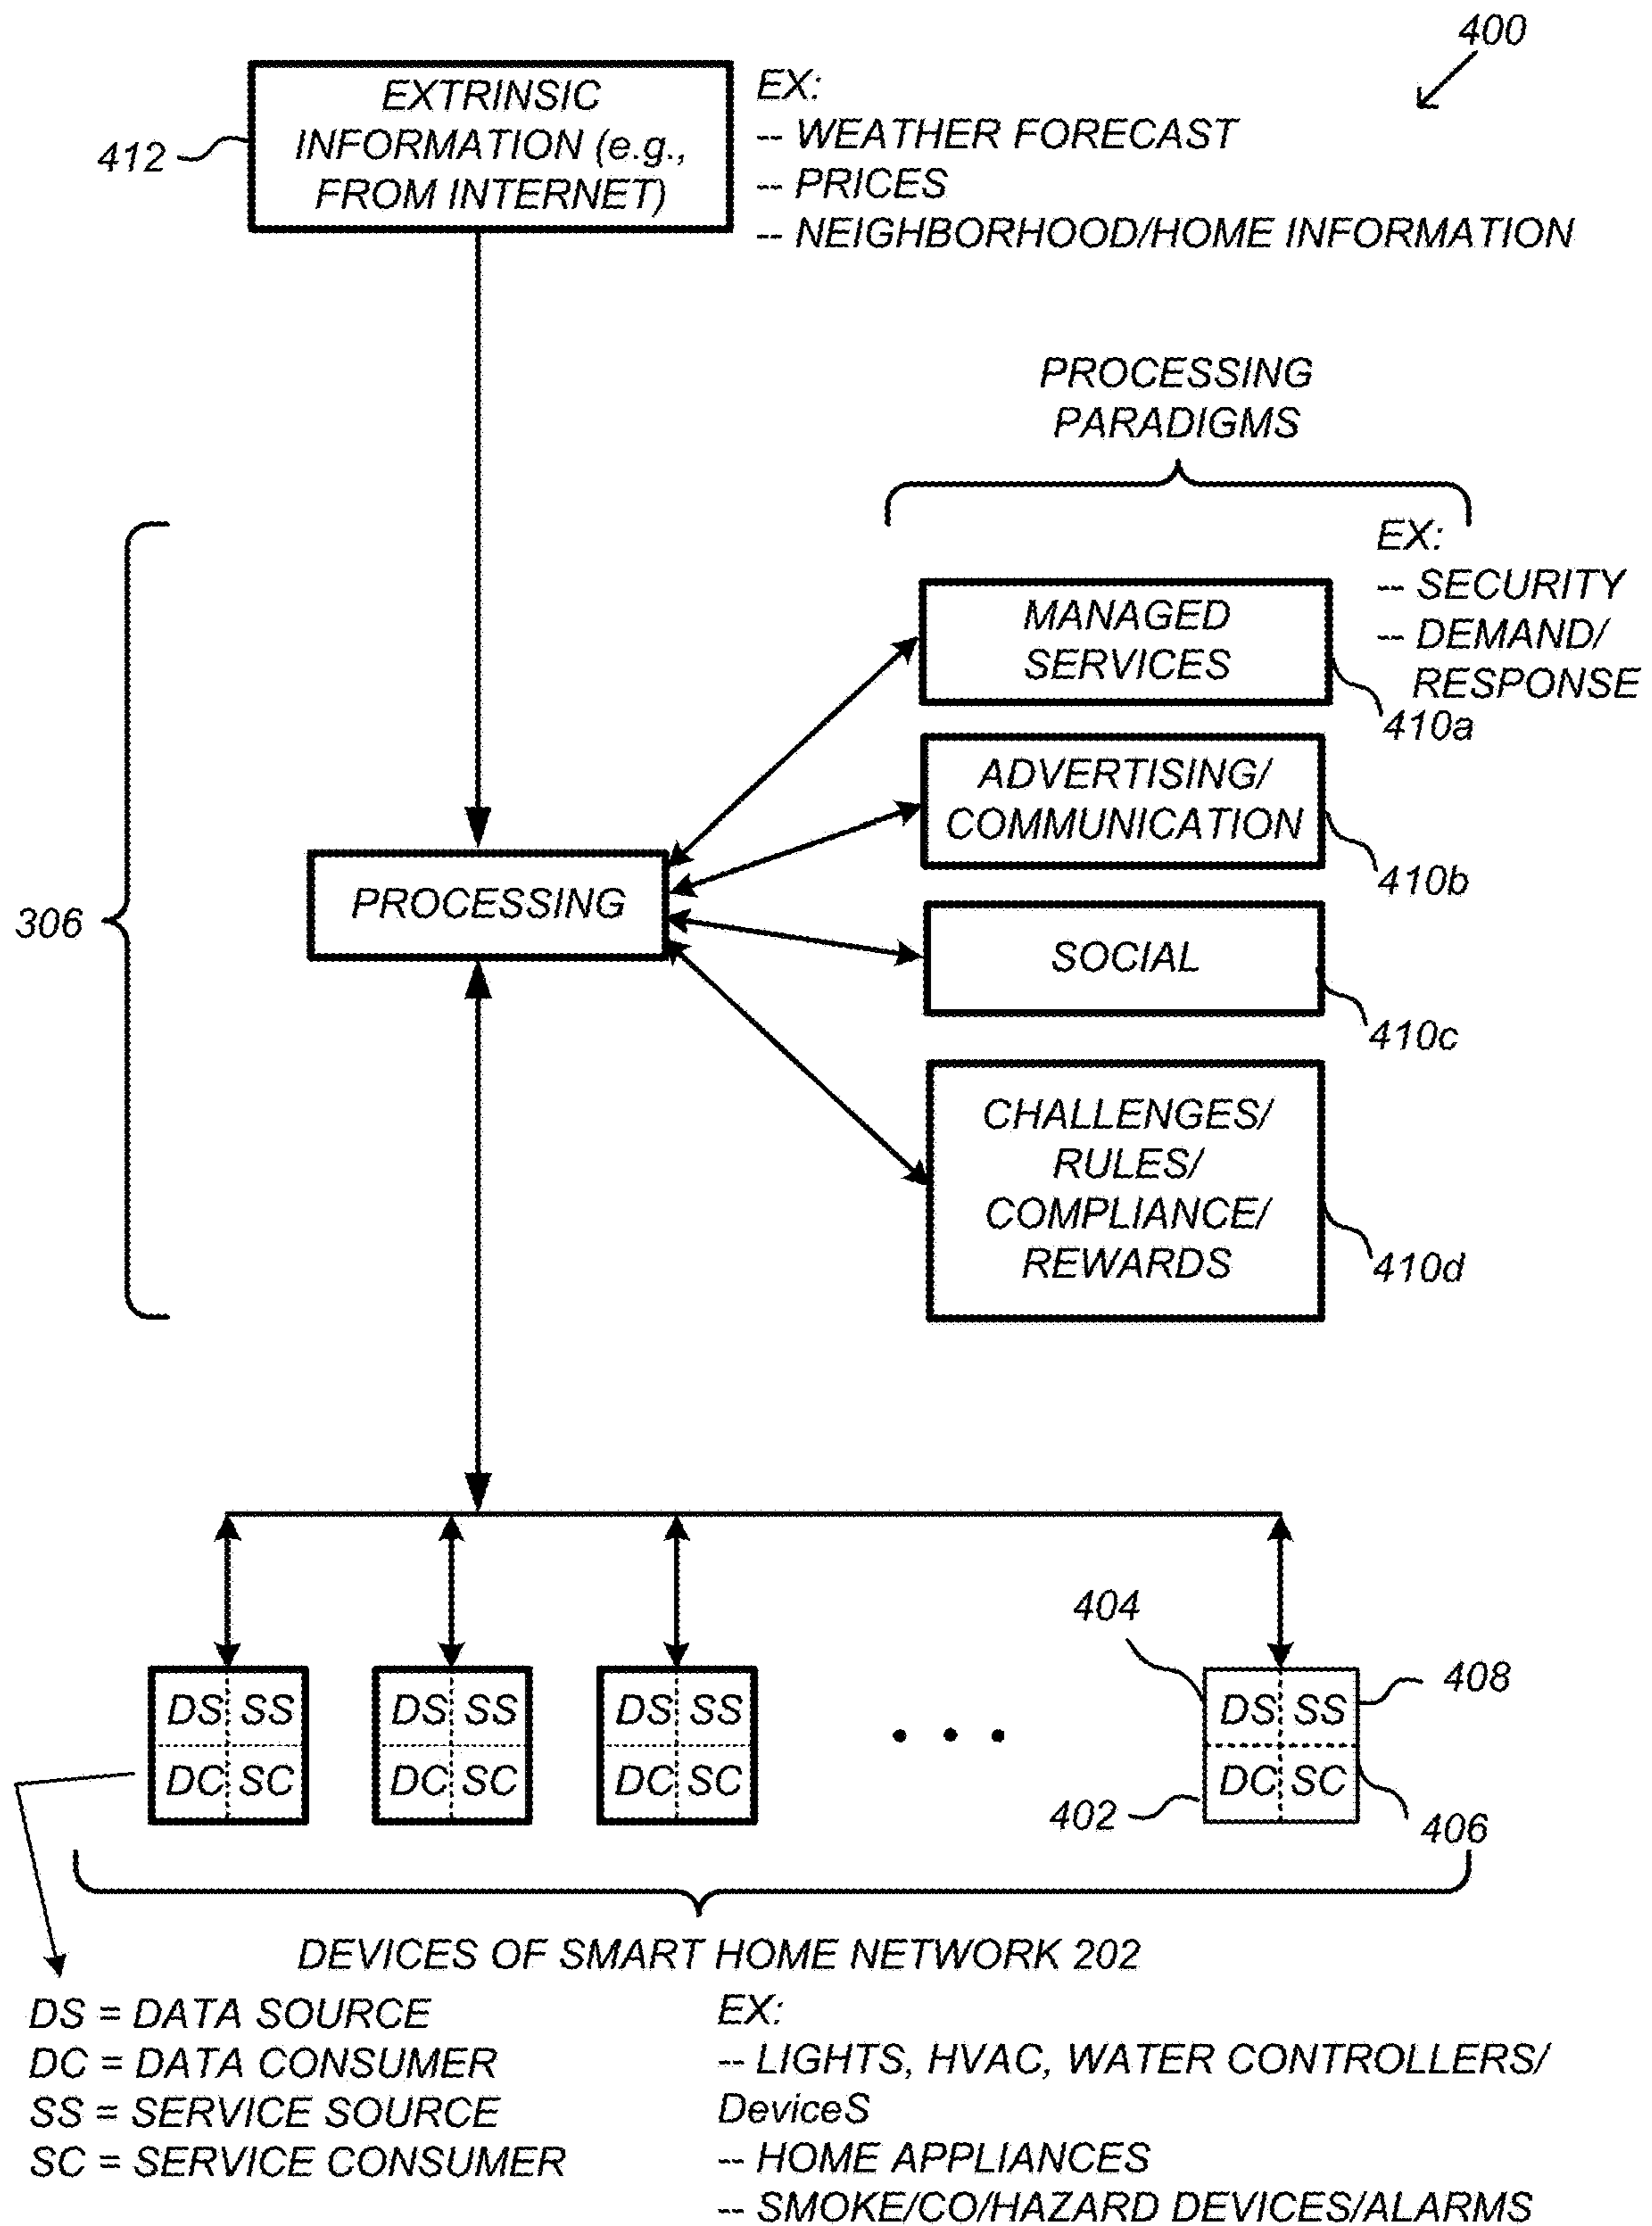 400
EXTRINSIC
INFORMATION (e.g.,
FROM INTERNET)
412
EX:
-- WEATHER FORECAST
-- PRICES
-- NEIGHBORHOOD/HOME INFORMATION
PROCESSING
PARADIGMS
EX:
-- SECURITY
-- DEMAND/
RESPONSE
MANAGED
SERVICES
410a
ADVERTISING/
COMMUNICATION
410b
306
PROCESSING
SOCIAL
410c
CHALLENGES/
RULES/
COMPLIANCE/
REWARDS
410d
404
408
DS SS
DC SC
DS SS
DC SC
DS SS
DC SC
DS SS
DC SC
402
406
DEVICES OF SMART HOME NETWORK 202
DS = DATA SOURCE
DC = DATA CONSUMER
SS = SERVICE SOURCE
SC = SERVICE CONSUMER
EX:
-- LIGHTS, HVAC, WATER CONTROLLERS/
DeviceS
-- HOME APPLIANCES
-- SMOKE/CO/HAZARD DEVICES/ALARMS